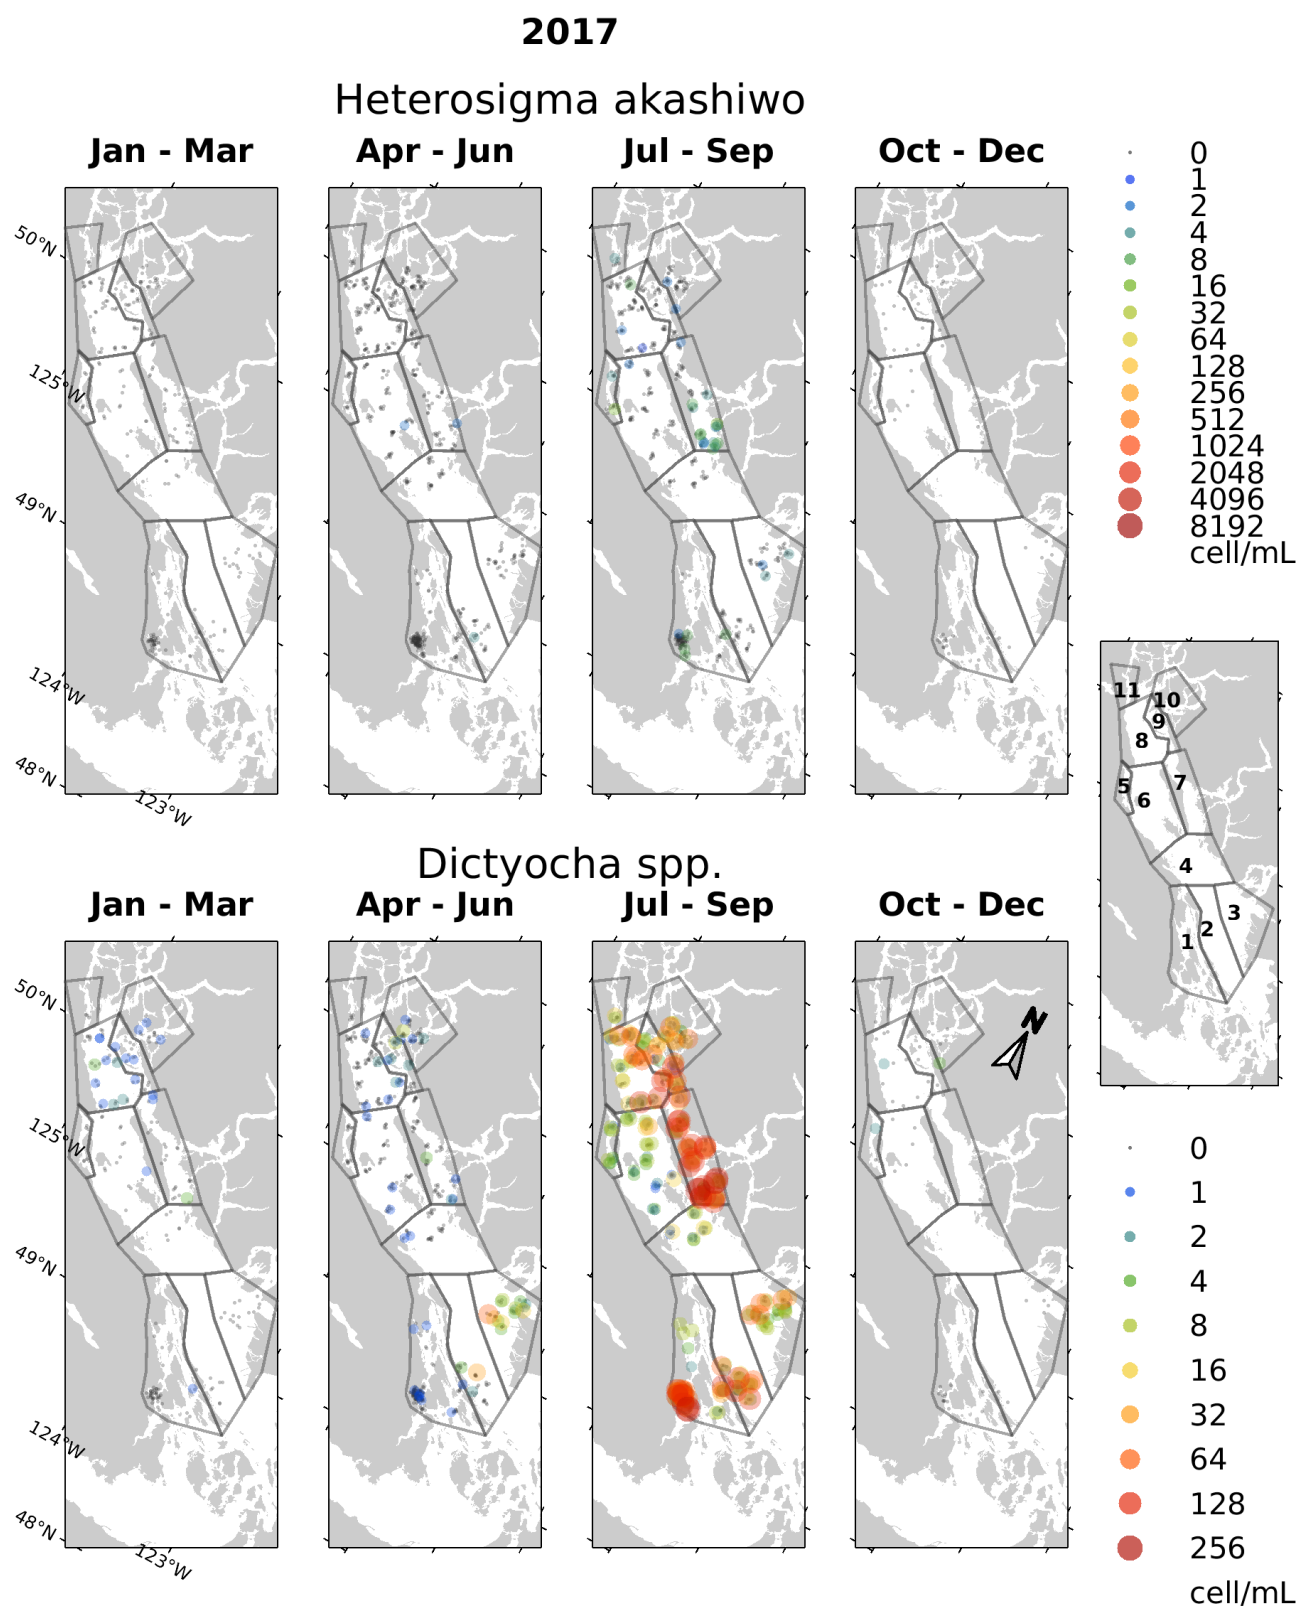 2017
Heterosigma akashiwo
Jan - Mar
Apr - Jun
Jul - Sep
Oct - Dec
50°N
125°W
49°N
124°W
48°N
123°W
0
1
2
4
8
16
32
64
128
256
512
1024
2048
4096
8192
cell/mL
11
10
9
8
7
5
6
4
3
2
1
Dictyocha spp.
Jan - Mar
Apr - Jun
Jul - Sep
Oct - Dec
50°N
125°W
49°N
124°W
48°N
123°W
N
0
1
2
4
8
16
32
64
128
256
cell/mL